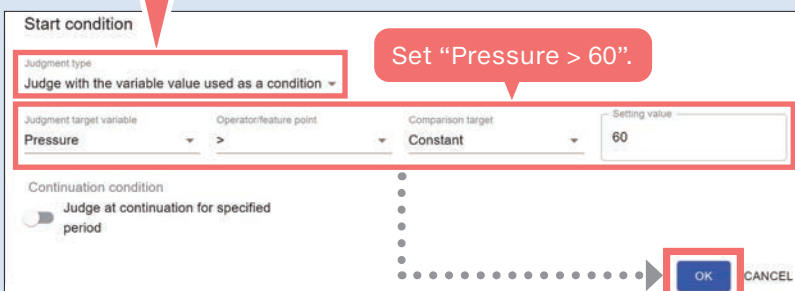 Start condition
Judgment type
Judge with the variable value used as a condition
Set “Pressure > 60”.
Judgment target variable
Operator/feature point
Comparison target
Setting value
Pressure
>
Constant
60
Continuation condition
Judge at continuation for specified
period
OK
CANCEL